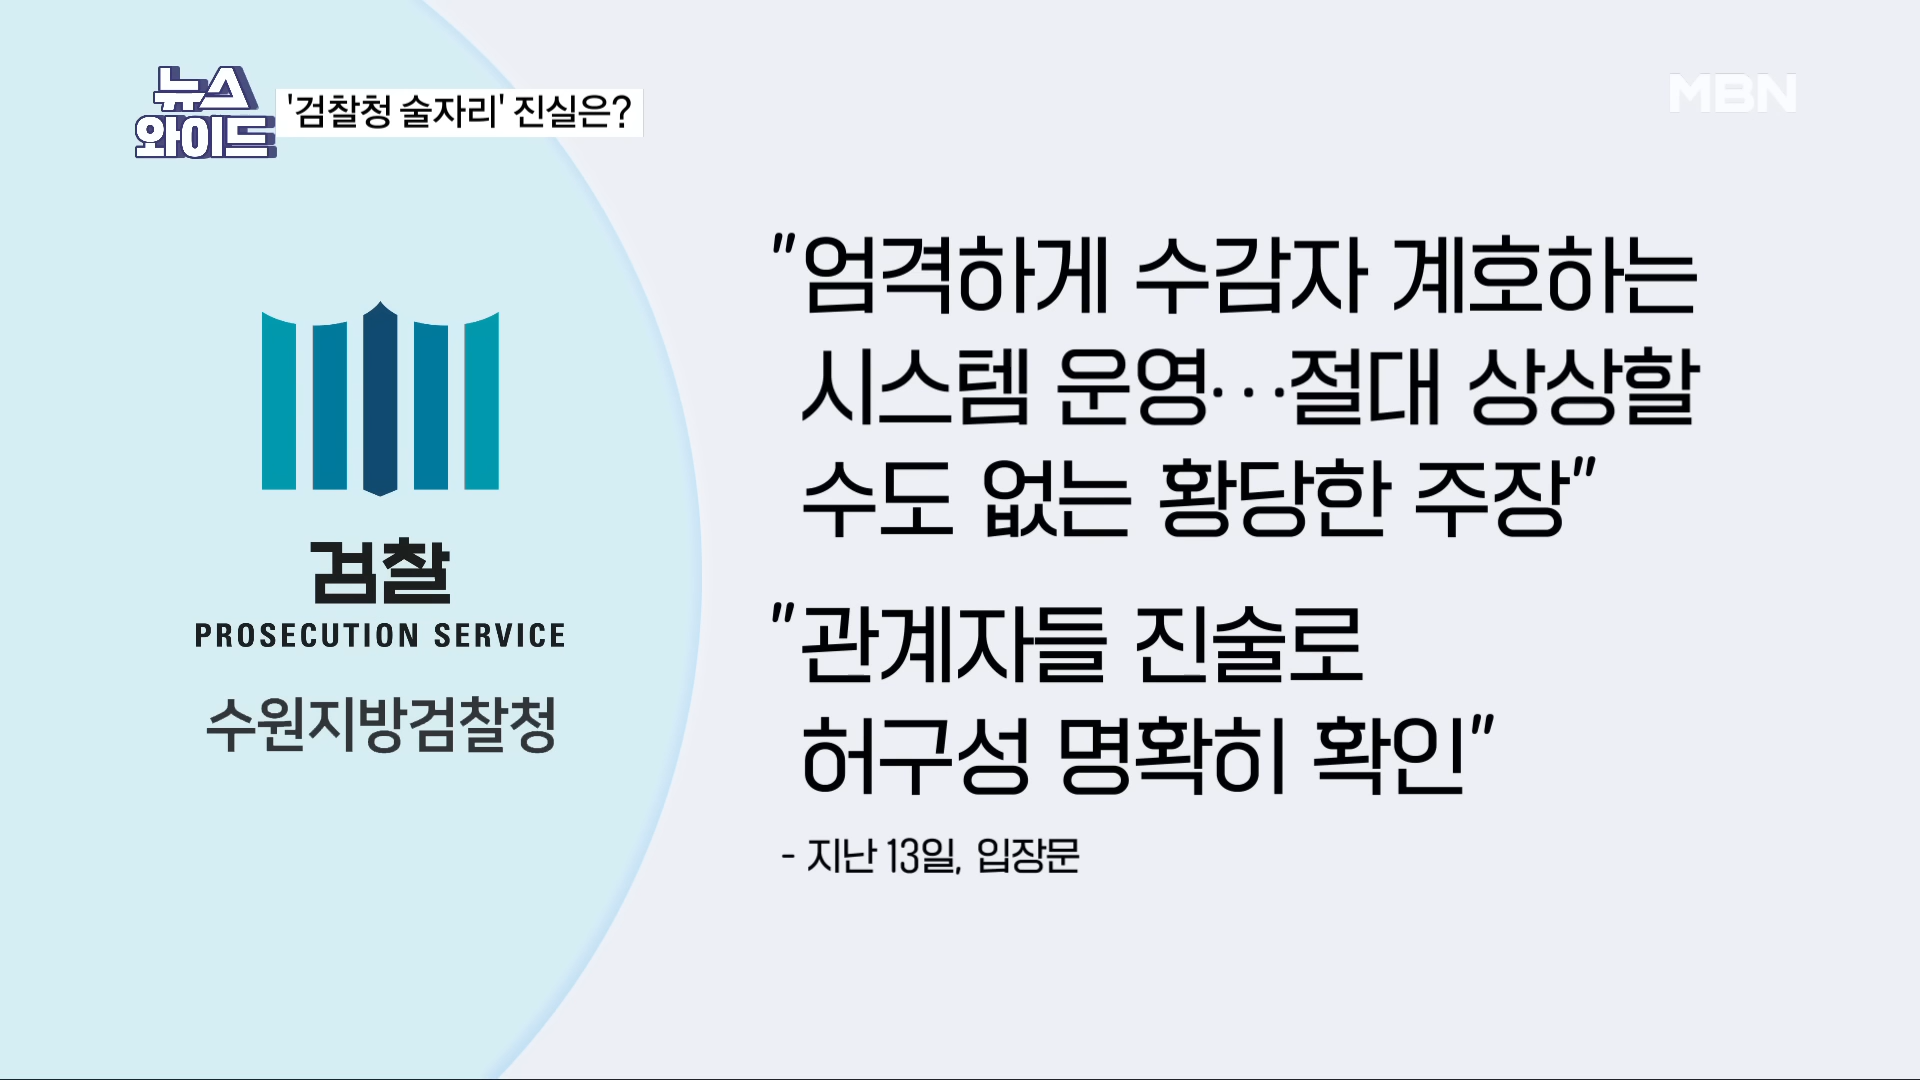 뉴스
와이드
'검찰청 술자리' 진실은?
MBN
검찰
PROSECUTION SERVICE
수원지방검찰청
"엄격하게 수감자 계호하는
시스템 운영…절대 상상할
수도 없는 황당한 주장"
"관계자들 진술로
허구성 명확히 확인"
- 지난 13일, 입장문